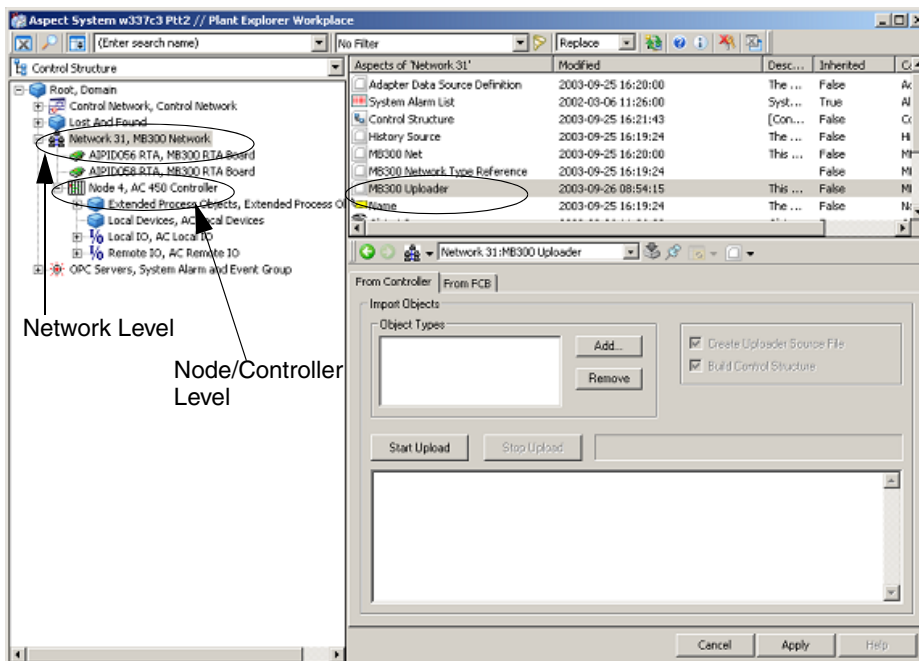 Aspect System w337c3 Ptt2 // Plant Explorer Workplace
(Enter search name) No Filter Replace
Control Structure
Root, Domain
Control Network, Control Network
Lost And Found
Network 31, MB300 Network
AIPID056 RTA, MB300 RTA Board
AIPID058 RTA, MB300 RTA Board
Node 4, AC 450 Controller
Extended Process Objects, Extended Process O
Local Devices, AC Local Devices
Local IO, AC Local IO
Remote IO, AC Remote IO
OPC Servers, System Alarm and Event Group
Network Level
Node/Controller
Level
Aspects of 'Network 31' Modified Desc... Inherited
Adapter Data Source Definition 2003-09-25 16:20:00 The ... False
System Alarm List 2002-03-06 11:26:00 Syst... True
Control Structure 2003-09-25 16:21:43 [Con... False
History Source 2003-09-25 16:19:24 The ... False
MB300 Net 2003-09-25 16:20:00 This ... False
MB300 Network Type Reference 2003-09-25 16:19:24 False
MB300 Uploader 2003-09-26 08:54:15 This ... False
Name 2003-09-25 16:19:24 The ... False
Network 31:MB300 Uploader
From Controller From FCB
Import Objects
Object Types
Add...
Remove
Create Uploader Source File
Build Control Structure
Start Upload Stop Upload
Cancel Apply Help